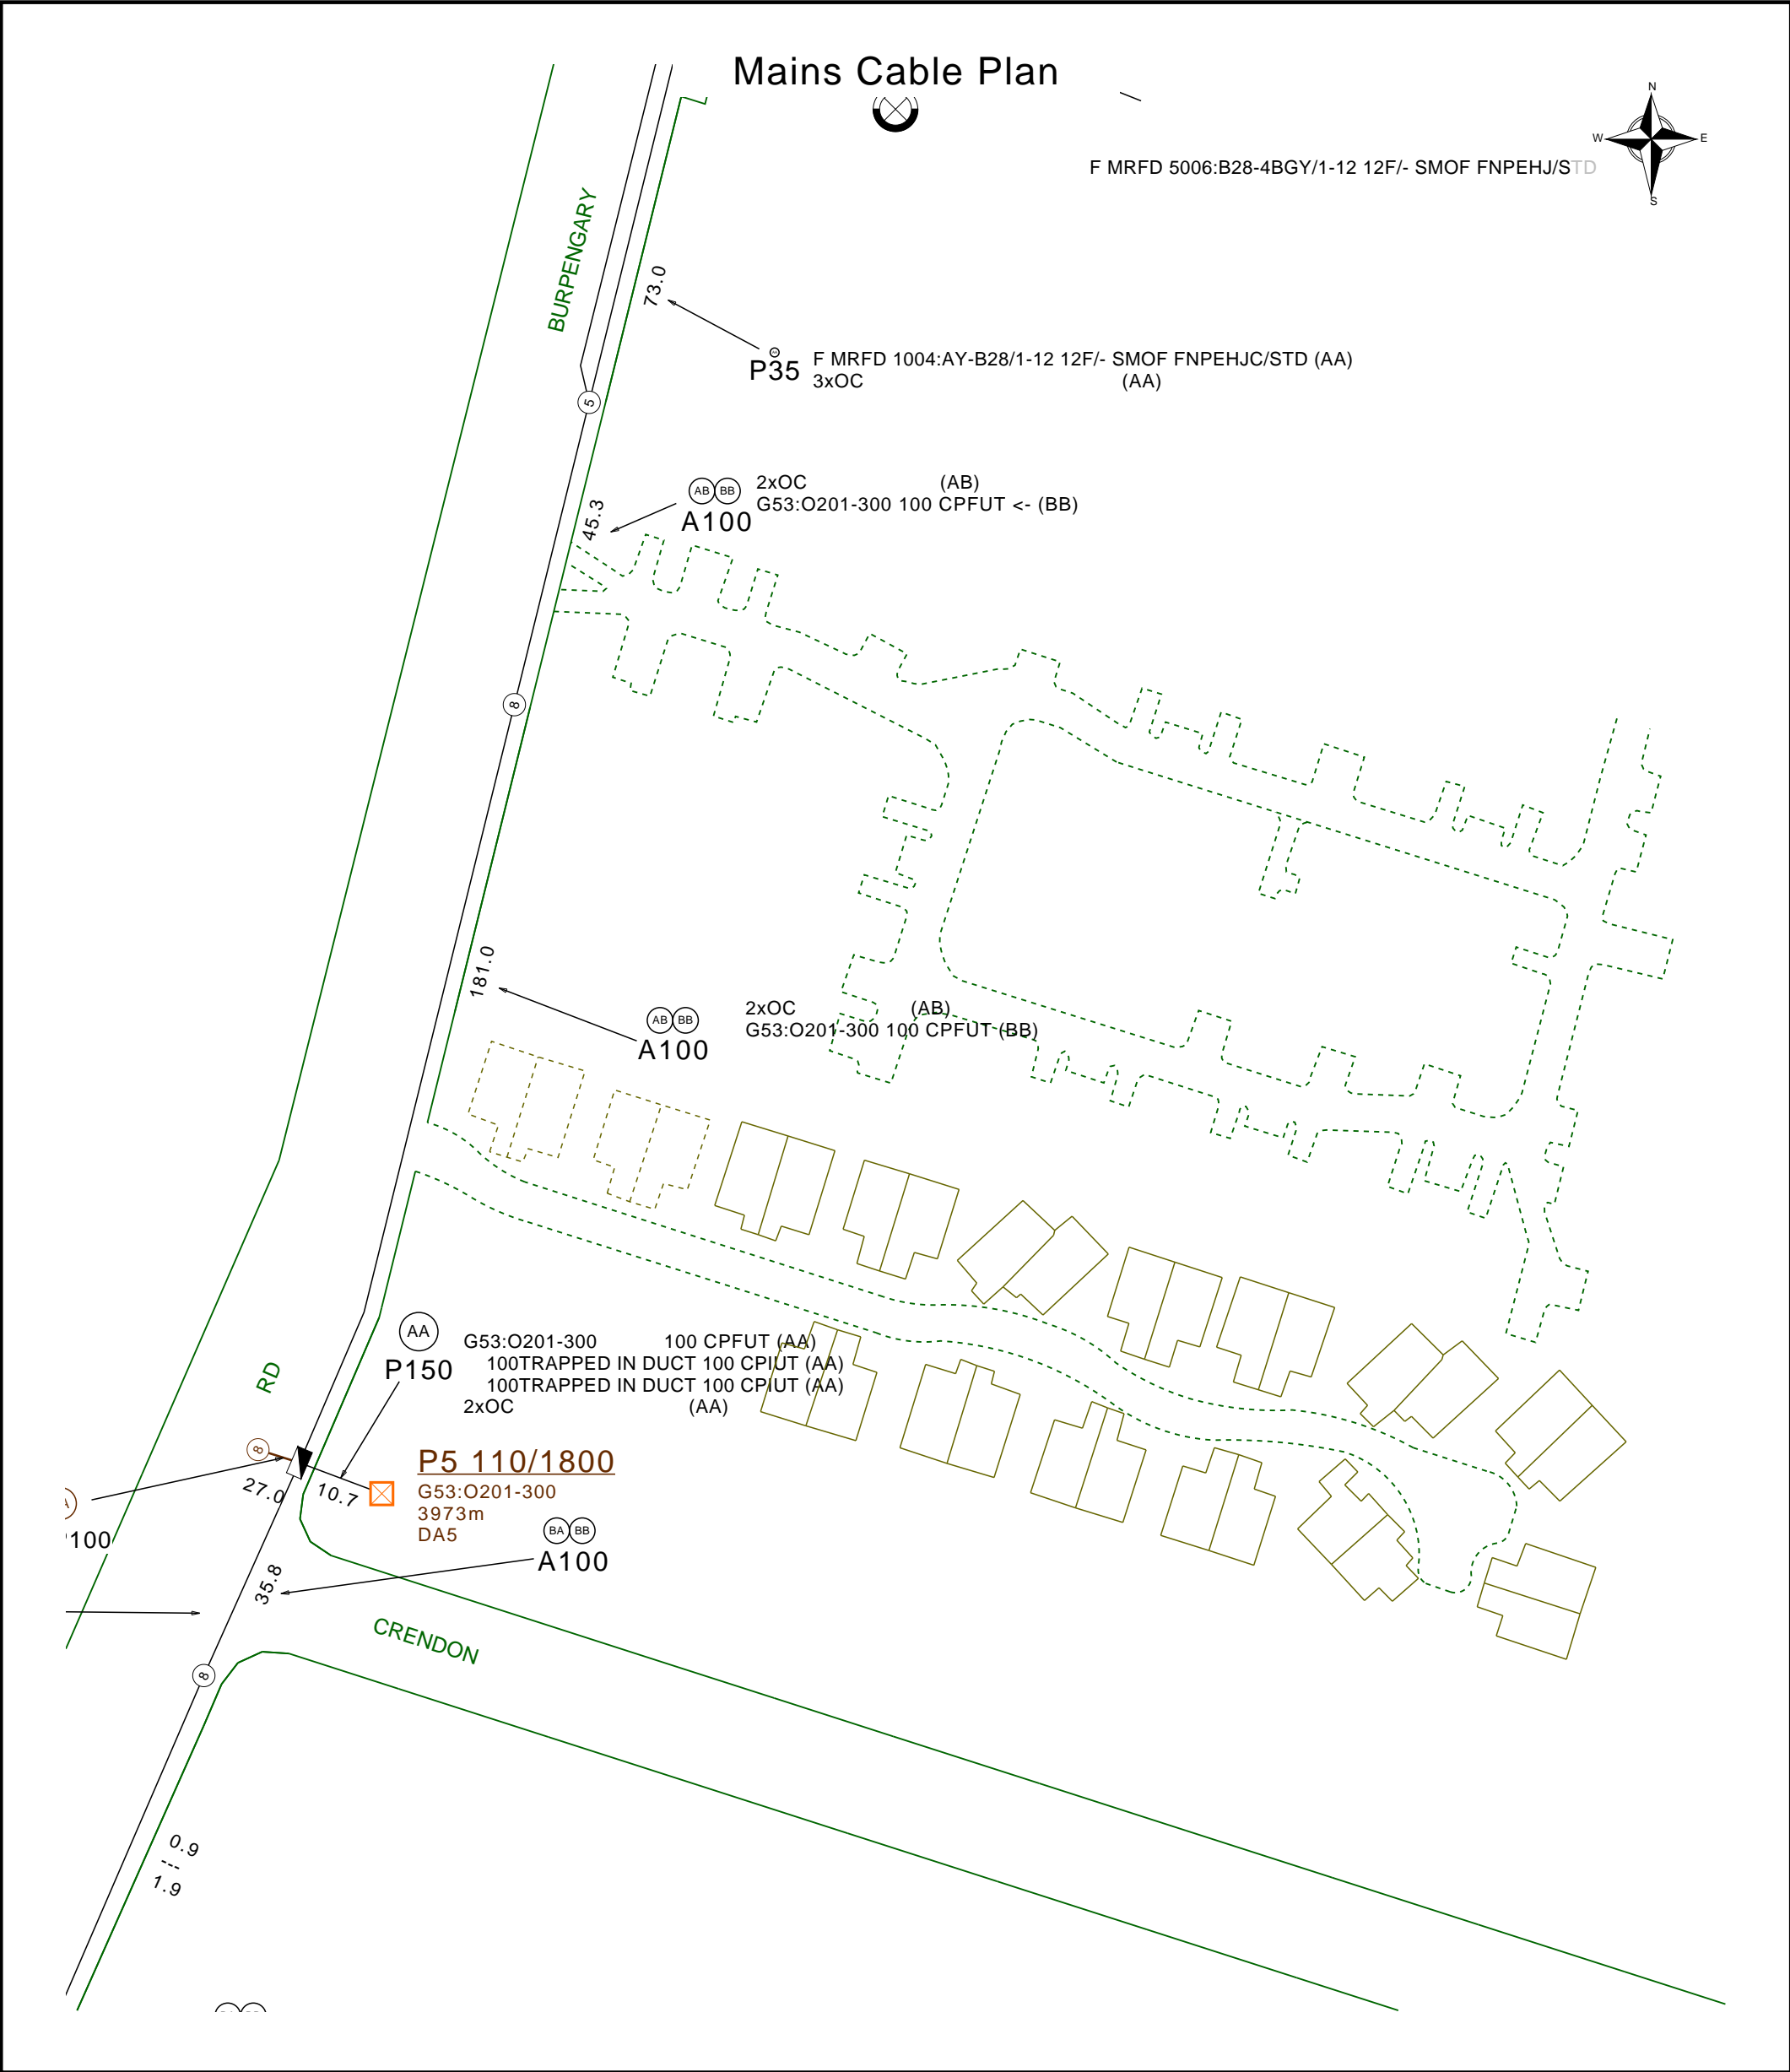 Mains Cable Plan
N
W E
S
F MRFD 5006:B28-4BGY/1-12 12F/- SMOF FNPEHJ/STD
BURPENGARY
73.0
P35
F MRFD 1004:AY-B28/1-12 12F/- SMOF FNPEHJC/STD (AA)
3xOC (AA)
5
45.3
AB BB
A100
2xOC (AB)
G53:O201-300 100 CPFUT <- (BB)
8
181.0
AB BB
A100
2xOC (AB)
G53:O201-300 100 CPFUT (BB)
AA
P150
G53:O201-300 100 CPFUT (AA)
100TRAPPED IN DUCT 100 CPIUT (AA)
100TRAPPED IN DUCT 100 CPIUT (AA)
2xOC (AA)
RD
8
27.0
10.7
P5 110/1800
G53:O201-300
3973m
DA5
100
BA BB
A100
35.8
CRENDON
8
0.9
---
1.9